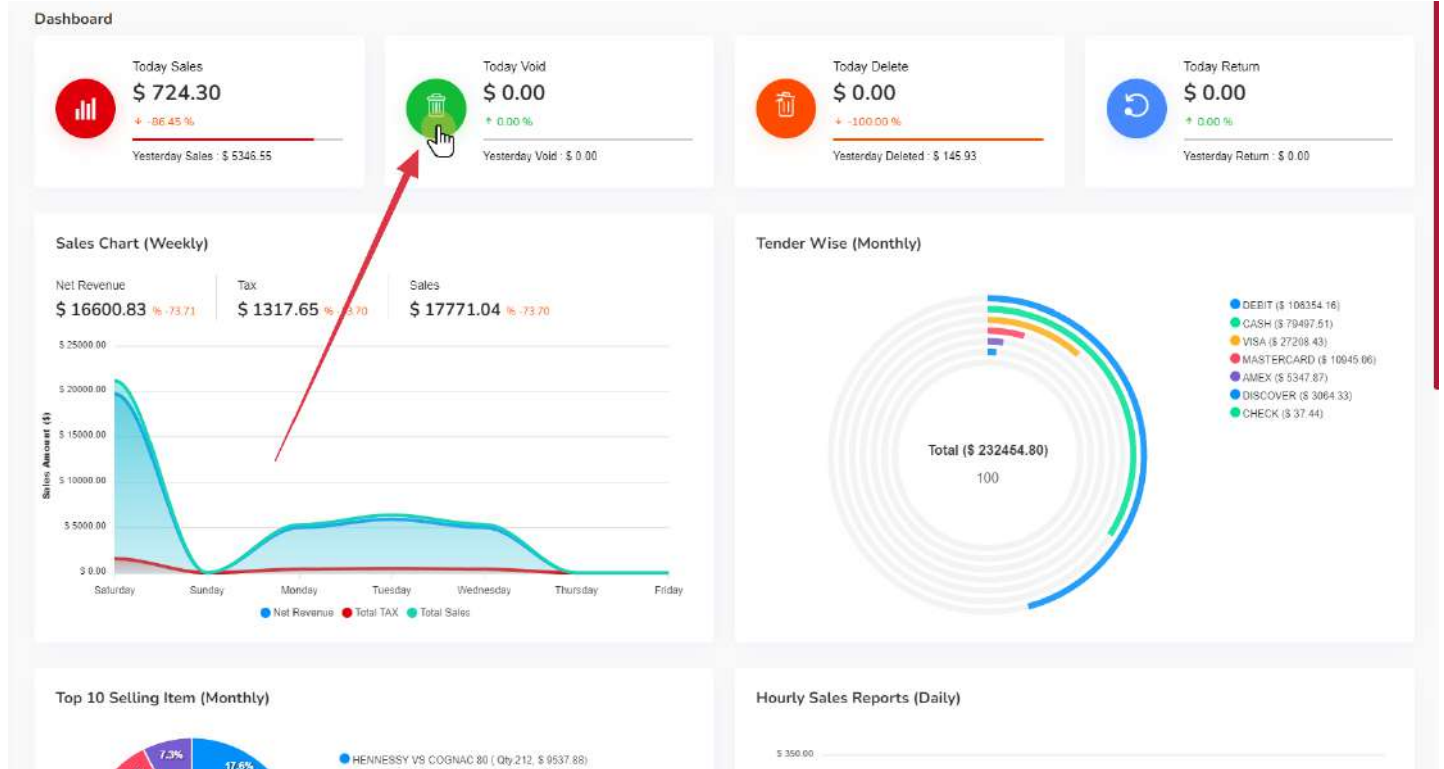 Dashboard
Today Sales
$ 724.30
-86.45 %
Yesterday Sales : $ 5346.55
Today Void
$ 0.00
0.00 %
Yesterday Void : $ 0.00
Today Delete
$ 0.00
-100.00 %
Yesterday Deleted : $ 145.93
Today Return
$ 0.00
0.00 %
Yesterday Return : $ 0.00
Sales Chart (Weekly)
Net Revenue
$ 16600.83 % -73.71
Tax
$ 1317.65 %
Sales
$ 17771.04 % -73.70
$ 25000.00
$ 20000.00
$ 15000.00
$ 10000.00
$ 5000.00
$ 0.00
Sales Amount ($)
Saturday Sunday Monday Tuesday Wednesday Thursday Friday
Net Revenue Total TAX Total Sales
Tender Wise (Monthly)
Total ($ 232454.80)
100
DEBIT ($ 106354.16)
CASH ($ 79497.51)
VISA ($ 27208.43)
MASTERCARD ($ 10945.06)
AMEX ($ 5347.87)
DISCOVER ($ 3064.33)
CHECK ($ 37.44)
Top 10 Selling Item (Monthly)
7.3%
17.6%
HENNESSY VS COGNAC 80 ( Qty:212, $ 9537.88)
Hourly Sales Reports (Daily)
$ 350.00